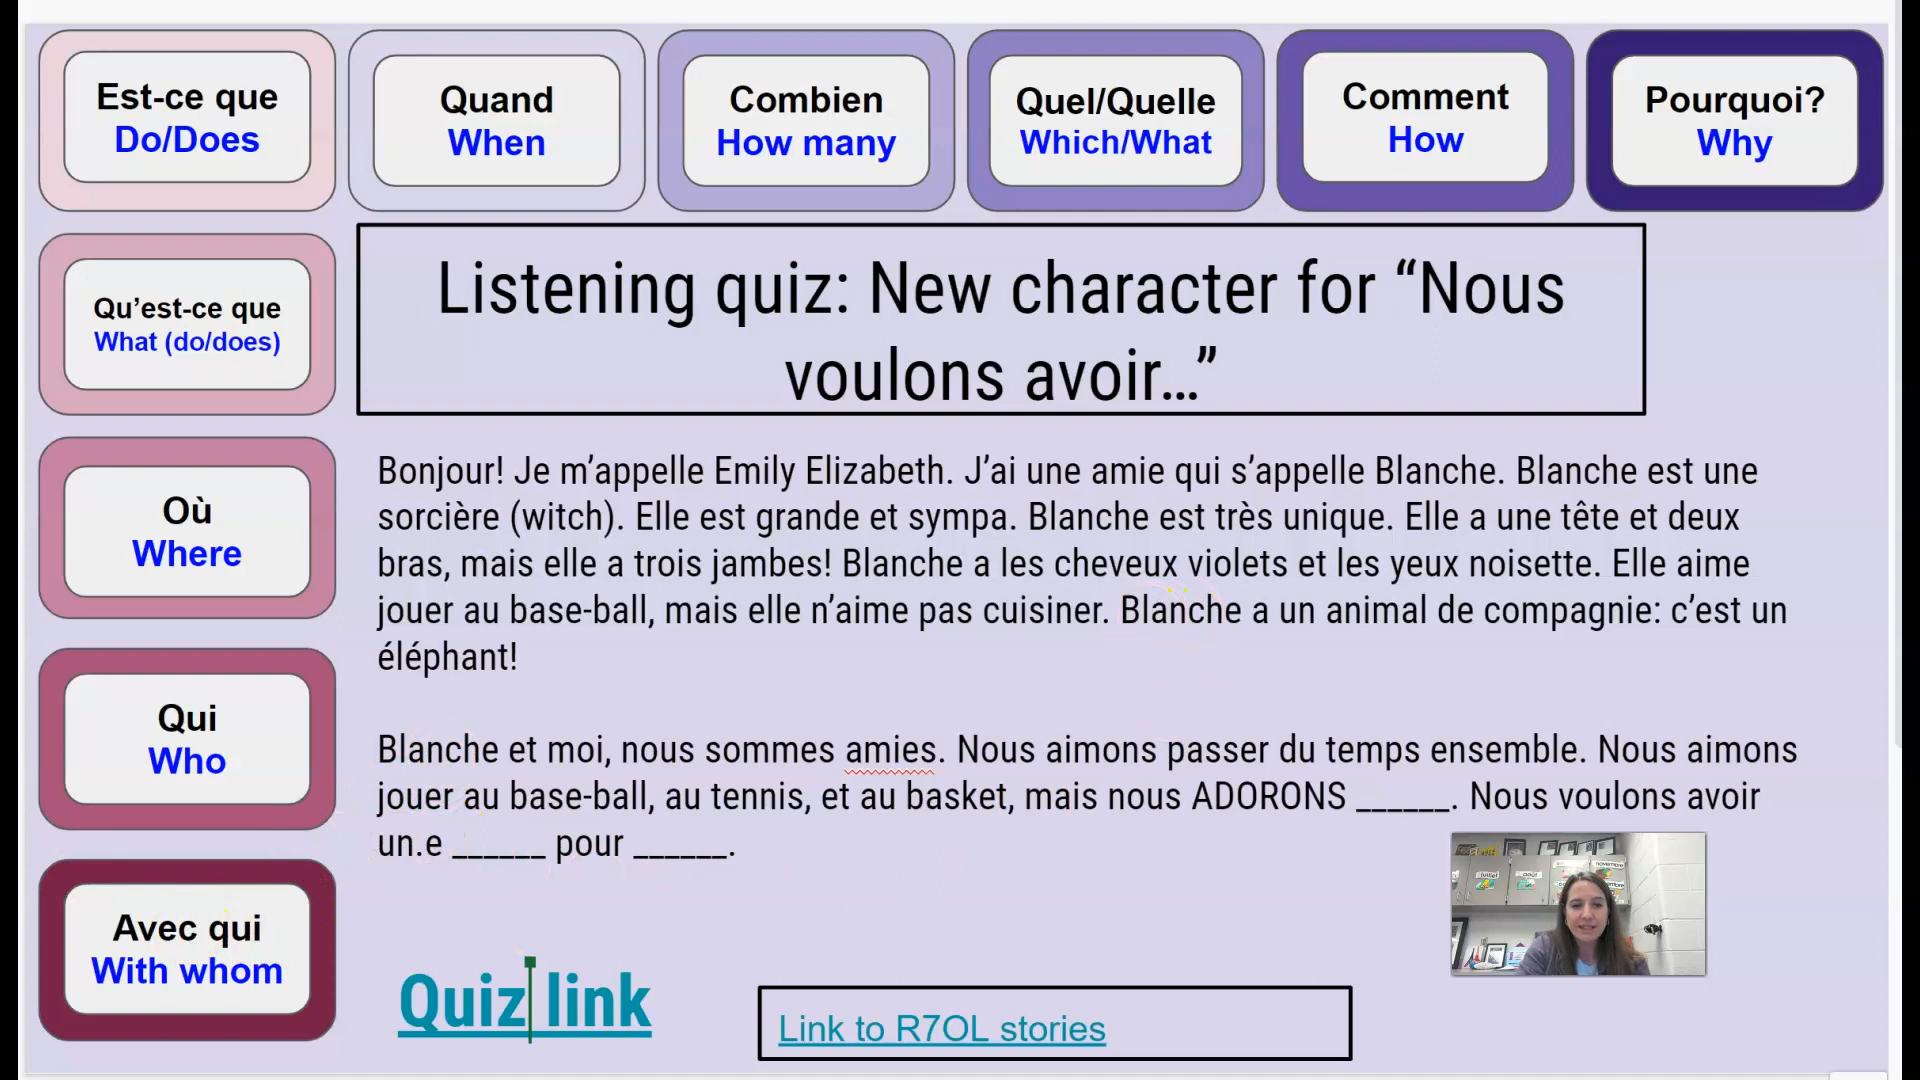 Est-ce que
Do/Does
Quand
When
Combien
How many
Quel/Quelle
Which/What
Comment
How
Pourquoi?
Why
Qu’est-ce que
What (do/does)
Où
Where
Qui
Who
Avec qui
With whom
Listening quiz: New character for “Nous
voulons avoir…”
Bonjour! Je m’appelle Emily Elizabeth. J’ai une amie qui s’appelle Blanche. Blanche est une
sorcière (witch). Elle est grande et sympa. Blanche est très unique. Elle a une tête et deux
bras, mais elle a trois jambes! Blanche a les cheveux violets et les yeux noisette. Elle aime
jouer au base-ball, mais elle n’aime pas cuisiner. Blanche a un animal de compagnie: c’est un
éléphant!
Blanche et moi, nous sommes amies. Nous aimons passer du temps ensemble. Nous aimons
jouer au base-ball, au tennis, et au basket, mais nous ADORONS ______. Nous voulons avoir
un.e ______ pour ______.
Quiz link
Link to R7OL stories
juillet
août
novembre